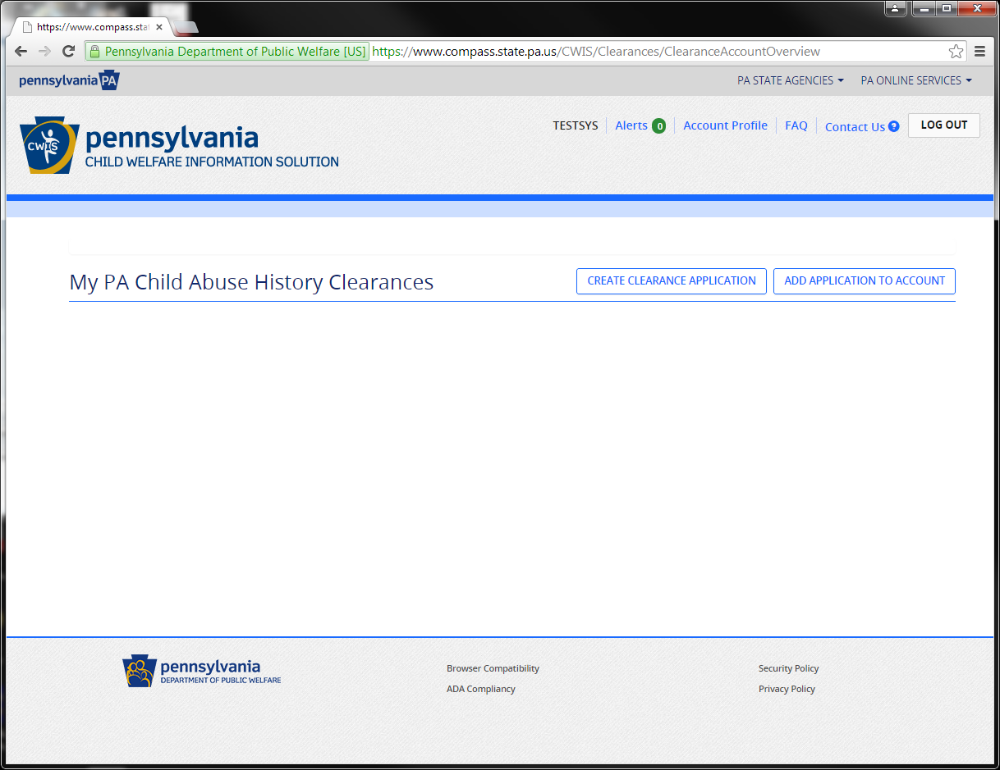 https://www.compass.sta
Pennsylvania Department of Public Welfare [US] https://www.compass.state.pa.us/CWIS/Clearances/ClearanceAccountOverview
pennsylvania PA PA STATE AGENCIES PA ONLINE SERVICES
TESTSYS Alerts 0 Account Profile FAQ Contact Us ? LOG OUT
CWIS pennsylvania
CHILD WELFARE INFORMATION SOLUTION
My PA Child Abuse History Clearances CREATE CLEARANCE APPLICATION ADD APPLICATION TO ACCOUNT
pennsylvania
DEPARTMENT OF PUBLIC WELFARE
Browser Compatibility Security Policy
ADA Compliancy Privacy Policy